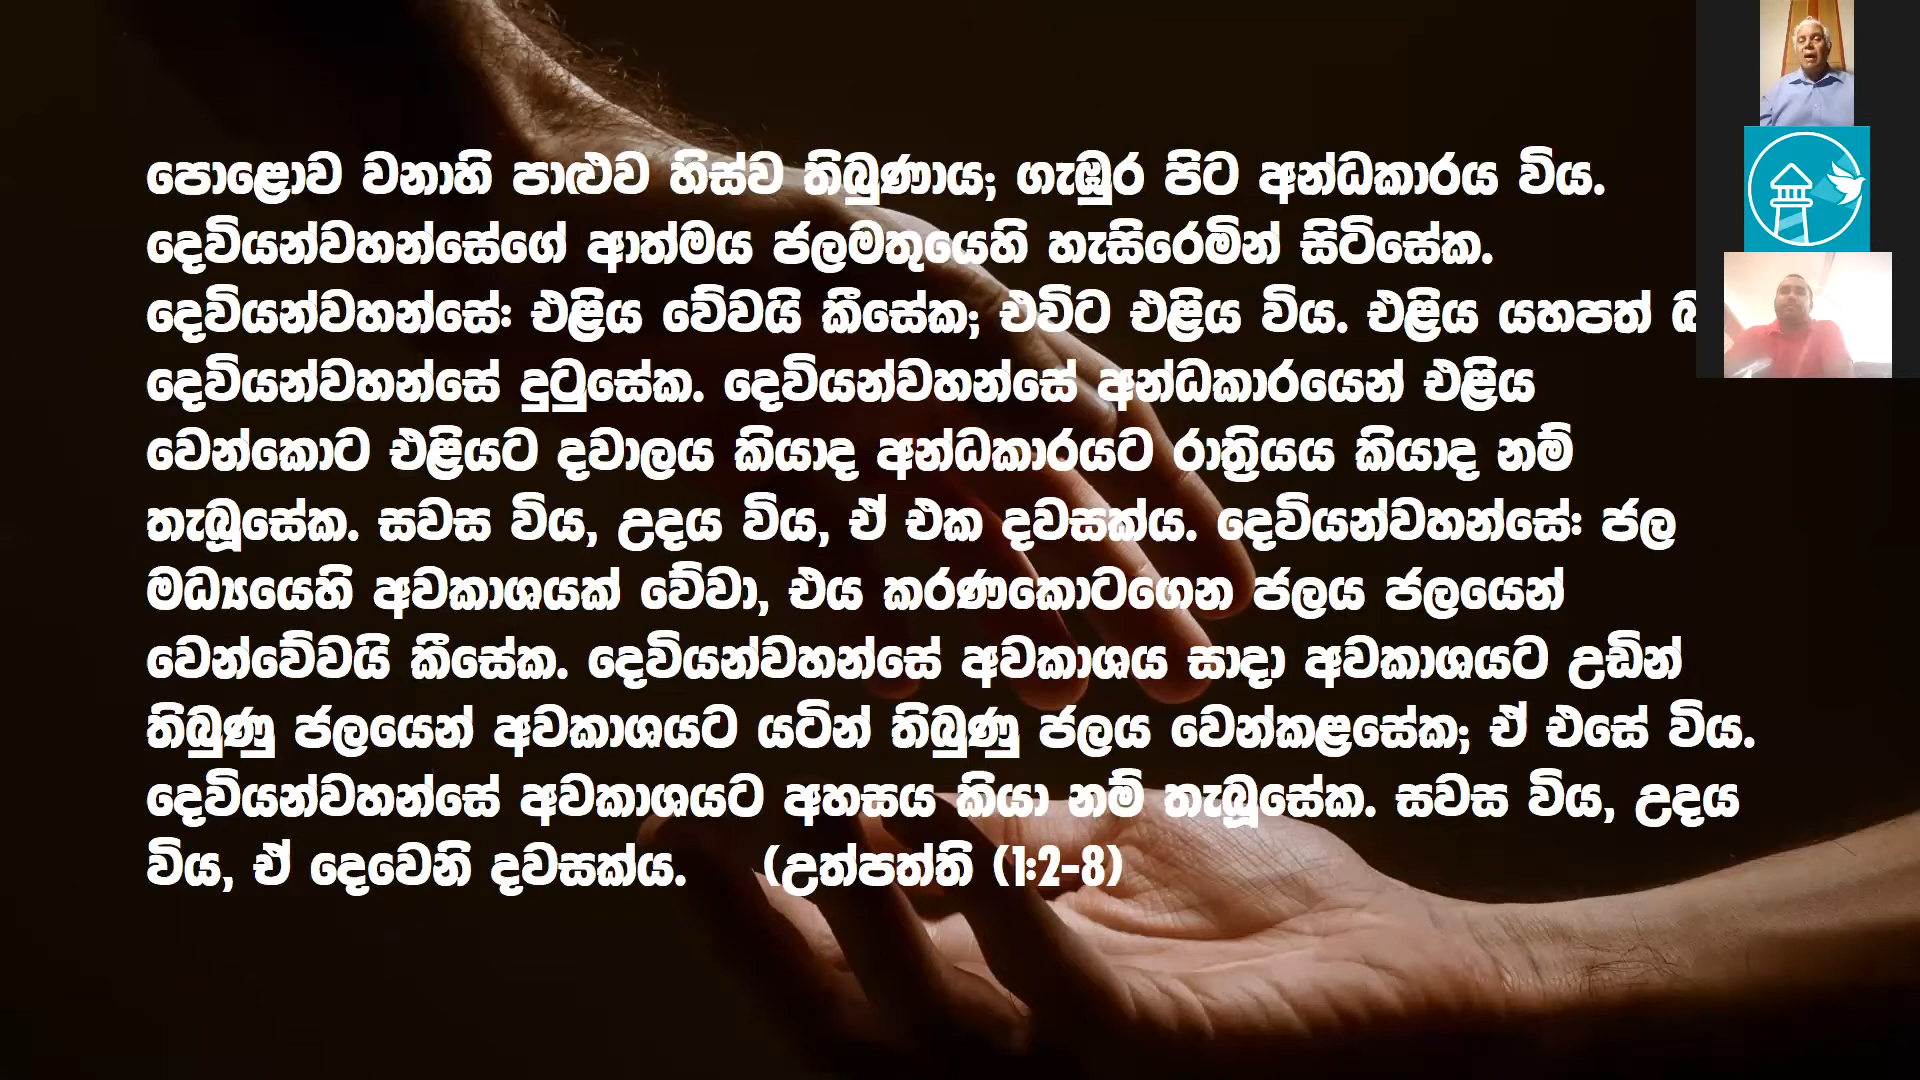 පොළොව වනාහි පාළුව හිස්ව තිබුණාය; ගැඹුර පිට අන්ධකාරය විය.
දෙවියන්වහන්සේගේ ආත්මය ජලමතුයෙහි හැසිරෙමින් සිටිසේක.
දෙවියන්වහන්සේ: එළිය වේවයි කීසේක; එවිට එළිය විය. එළිය යහපත්
දෙවියන්වහන්සේ දුටුසේක. දෙවියන්වහන්සේ අන්ධකාරයෙන් එළිය
වෙන්කොට එළියට දවාලය කියාද අන්ධකාරයට රාත්‍රියය කියාද නම්
තැබූසේක. සවස විය, උදය විය, ඒ එක දවසක්ය. දෙවියන්වහන්සේ: ජල
මධ්‍යයෙහි අවකාශයක් වේවා, එය කරණකොටගෙන ජලය ජලයෙන්
වෙන්වේවයි කීසේක. දෙවියන්වහන්සේ අවකාශය සාදා අවකාශයට උඩින්
තිබුණු ජලයෙන් අවකාශයට යටින් තිබුණු ජලය වෙන්කළසේක; ඒ එසේ විය.
දෙවියන්වහන්සේ අවකාශයට අහසය කියා නම් තැබූසේක. සවස විය, උදය
විය, ඒ දෙවෙනි දවසක්ය. (උත්පත්ති (1:2-8)